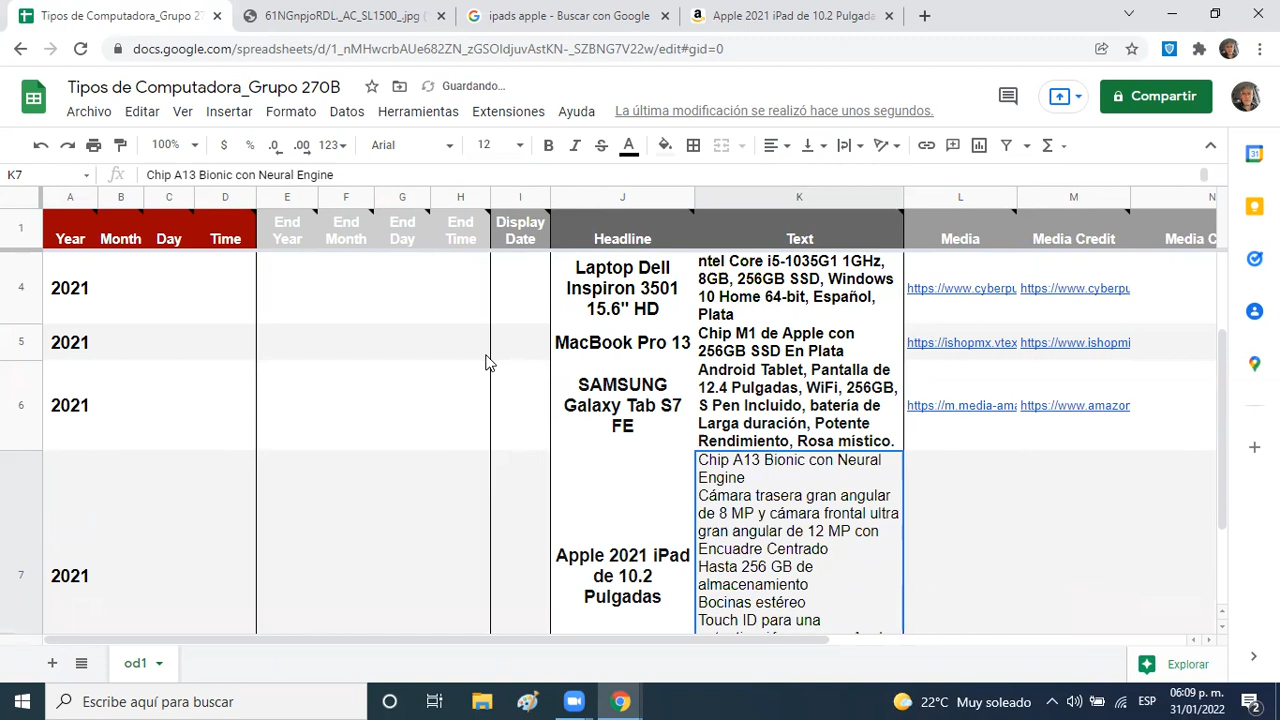 Tipos de Computadora_Grupo 270B
61NGnpjoRDL._AC_SL1500_.jpg (
ipads apple - Buscar con Google
Apple 2021 iPad de 10.2 Pulgada
docs.google.com/spreadsheets/d/1_nMHwcrbAUe682ZN_zGSOIdjuvAstKN-_SZBNG7V22w/edit#gid=0
Tipos de Computadora_Grupo 270B
Guardando…
Archivo Editar Ver Insertar Formato Datos Herramientas Extensiones Ayuda
La última modificación se realizó hace unos segundos.
Compartir
100% $ % .0 .00 123 Arial 12 B I S A
K7 fx Chip A13 Bionic con Neural Engine
A B C D E F G H I J K L M N
1 Year Month Day Time End Year End Month End Day End Time Display Date Headline Text Media Media Credit Media C
4 2021
Laptop Dell
Inspiron 3501
15.6" HD
ntel Core i5-1035G1 1GHz,
8GB, 256GB SSD, Windows
10 Home 64-bit, Español,
Plata
https://www.cyberpu https://www.cyberpu
5 2021
MacBook Pro 13
Chip M1 de Apple con
256GB SSD En Plata
https://ishopmx.vtex https://www.ishopmi
6 2021
SAMSUNG
Galaxy Tab S7
FE
Android Tablet, Pantalla de
12.4 Pulgadas, WiFi, 256GB,
S Pen Incluido, batería de
Larga duración, Potente
Rendimiento, Rosa místico.
https://m.media-ama https://www.amazon
7 2021
Apple 2021 iPad
de 10.2
Pulgadas
Chip A13 Bionic con Neural
Engine
Cámara trasera gran angular
de 8 MP y cámara frontal ultra
gran angular de 12 MP con
Encuadre Centrado
Hasta 256 GB de
almacenamiento
Bocinas estéreo
Touch ID para una
od1
Explorar
Escribe aquí para buscar
22°C Muy soleado
ESP
06:09 p. m.
31/01/2022
2